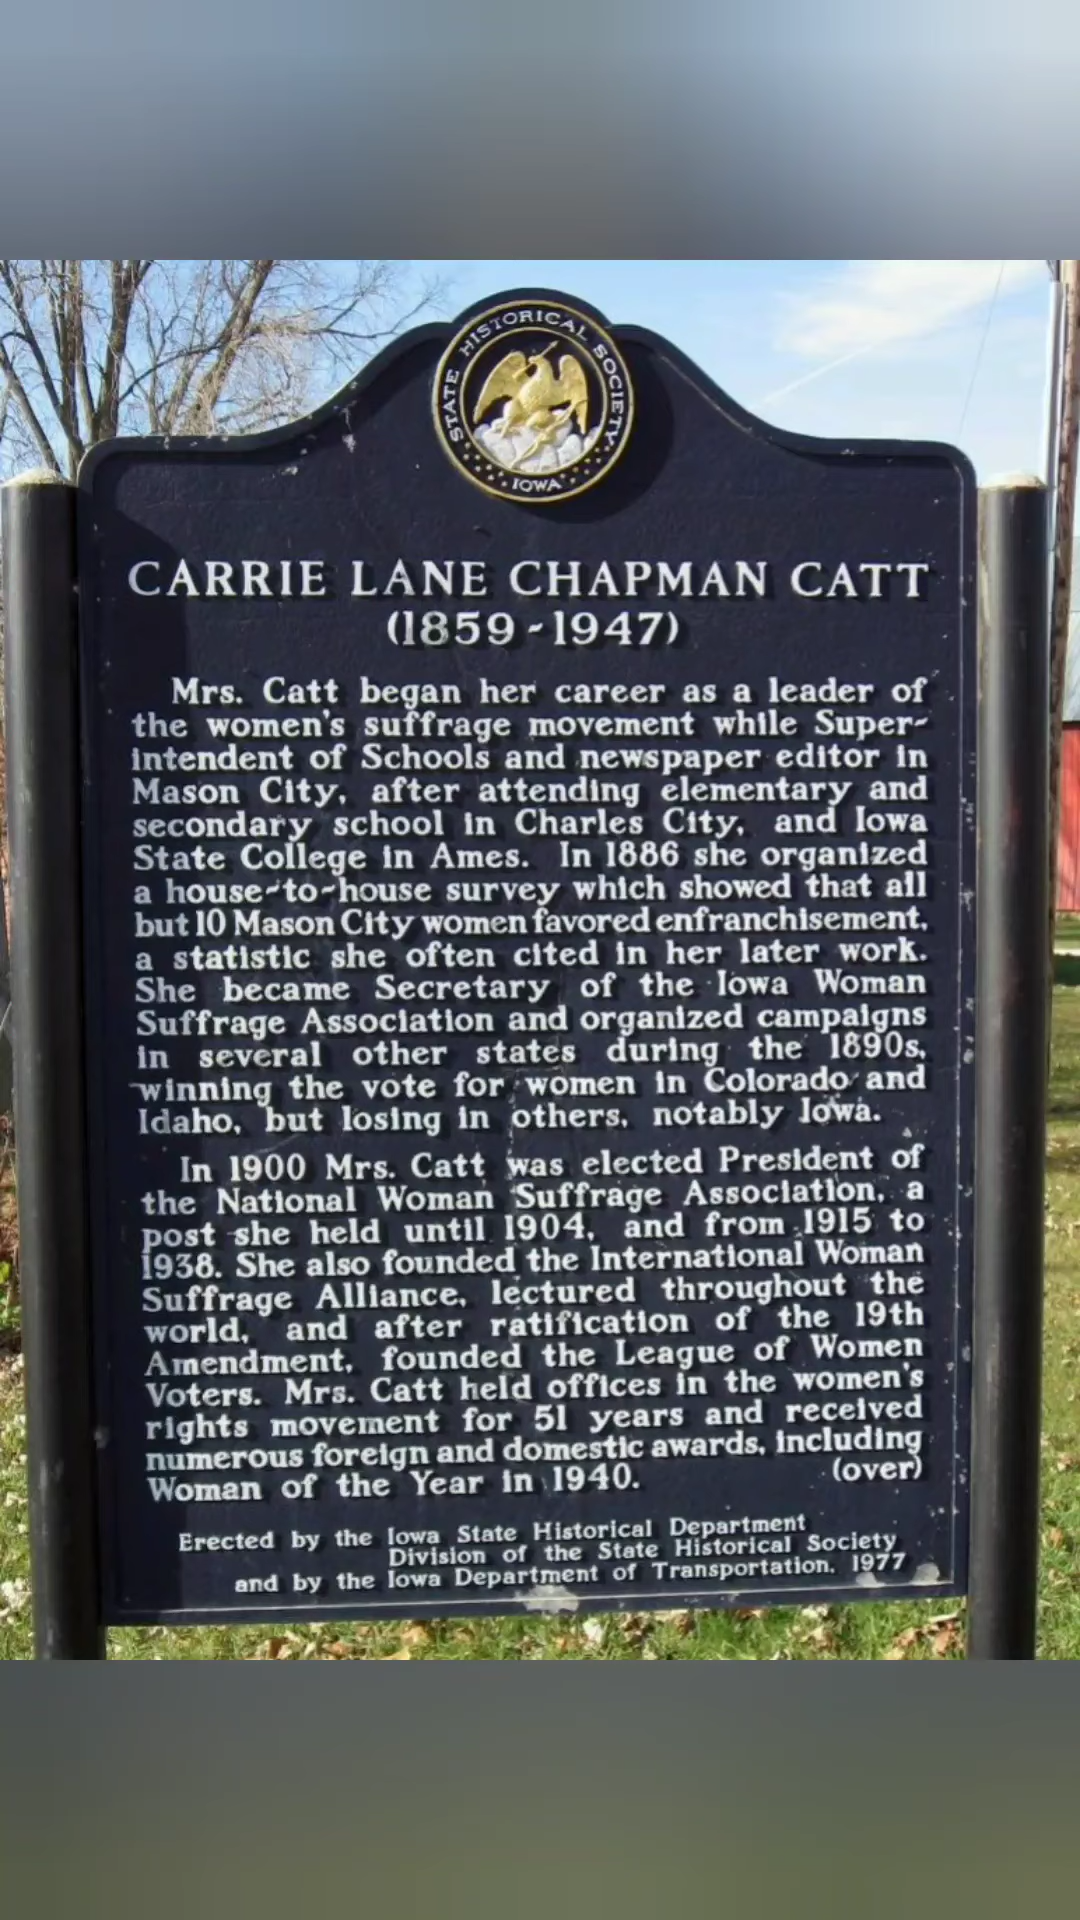 STATE HISTORICAL SOCIETY
IOWA
CARRIE LANE CHAPMAN CATT
(1859-1947)
Mrs. Catt began her career as a leader of
the women's suffrage movement while Super-
intendent of Schools and newspaper editor in
Mason City, after attending elementary and
secondary school in Charles City, and Iowa
State College in Ames. In 1886 she organized
a house-to-house survey which showed that all
but 10 Mason City women favored enfranchisement,
a statistic she often cited in her later work.
She became Secretary of the Iowa Woman
Suffrage Association and organized campaigns
in several other states during the 1890s,
winning the vote for women in Colorado and
Idaho, but losing in others, notably Iowa.
In 1900 Mrs. Catt was elected President of
the National Woman Suffrage Association, a
post she held until 1904, and from 1915 to
1938. She also founded the International Woman
Suffrage Alliance, lectured throughout the
world, and after ratification of the 19th
Amendment, founded the League of Women
Voters. Mrs. Catt held offices in the women's
rights movement for 51 years and received
numerous foreign and domestic awards, including
Woman of the Year in 1940. (over)
Erected by the Iowa State Historical Department
Division of the State Historical Society
and by the Iowa Department of Transportation, 1977